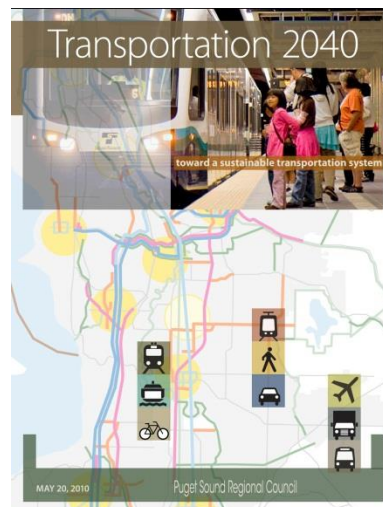 Transportation 2040
toward a sustainable transportation system
MAY 20, 2010
Puget Sound Regional Council